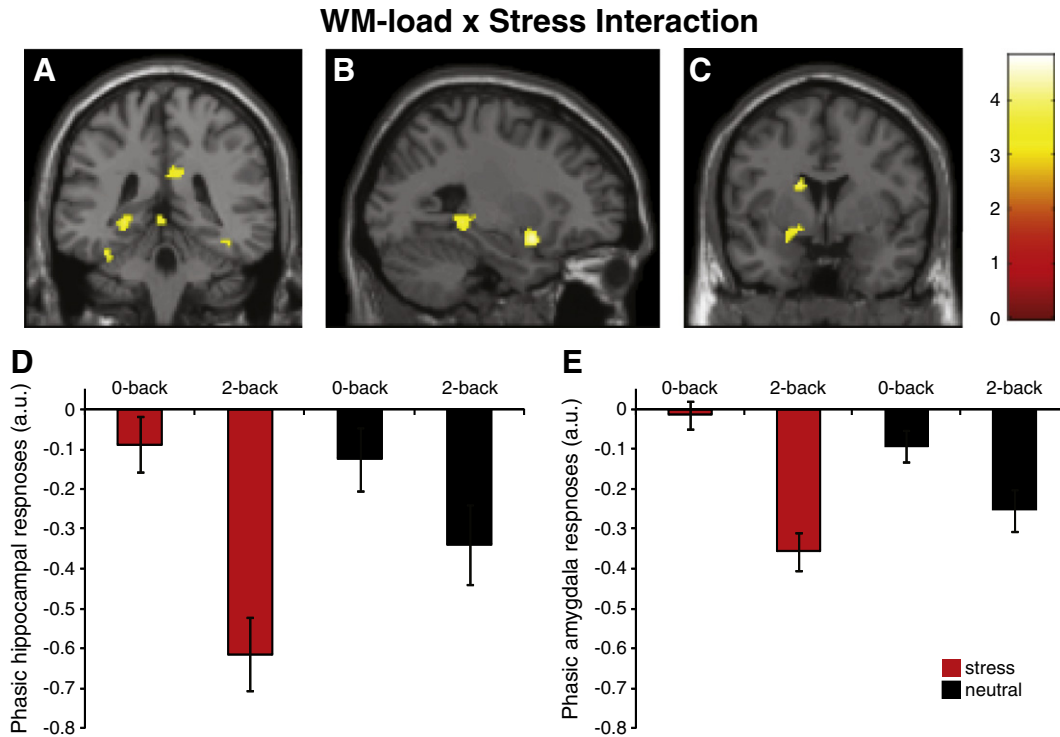 WM-load x Stress Interaction
A
B
C
4
3
2
1
0
D
E
0-back 2-back 0-back 2-back
0-back 2-back 0-back 2-back
Phasic hippocampal respnoses (a.u.)
0
-0.1
-0.2
-0.3
-0.4
-0.5
-0.6
-0.7
-0.8
Phasic amygdala respnoses (a.u.)
0
-0.1
-0.2
-0.3
-0.4
-0.5
-0.6
-0.7
-0.8
stress
neutral